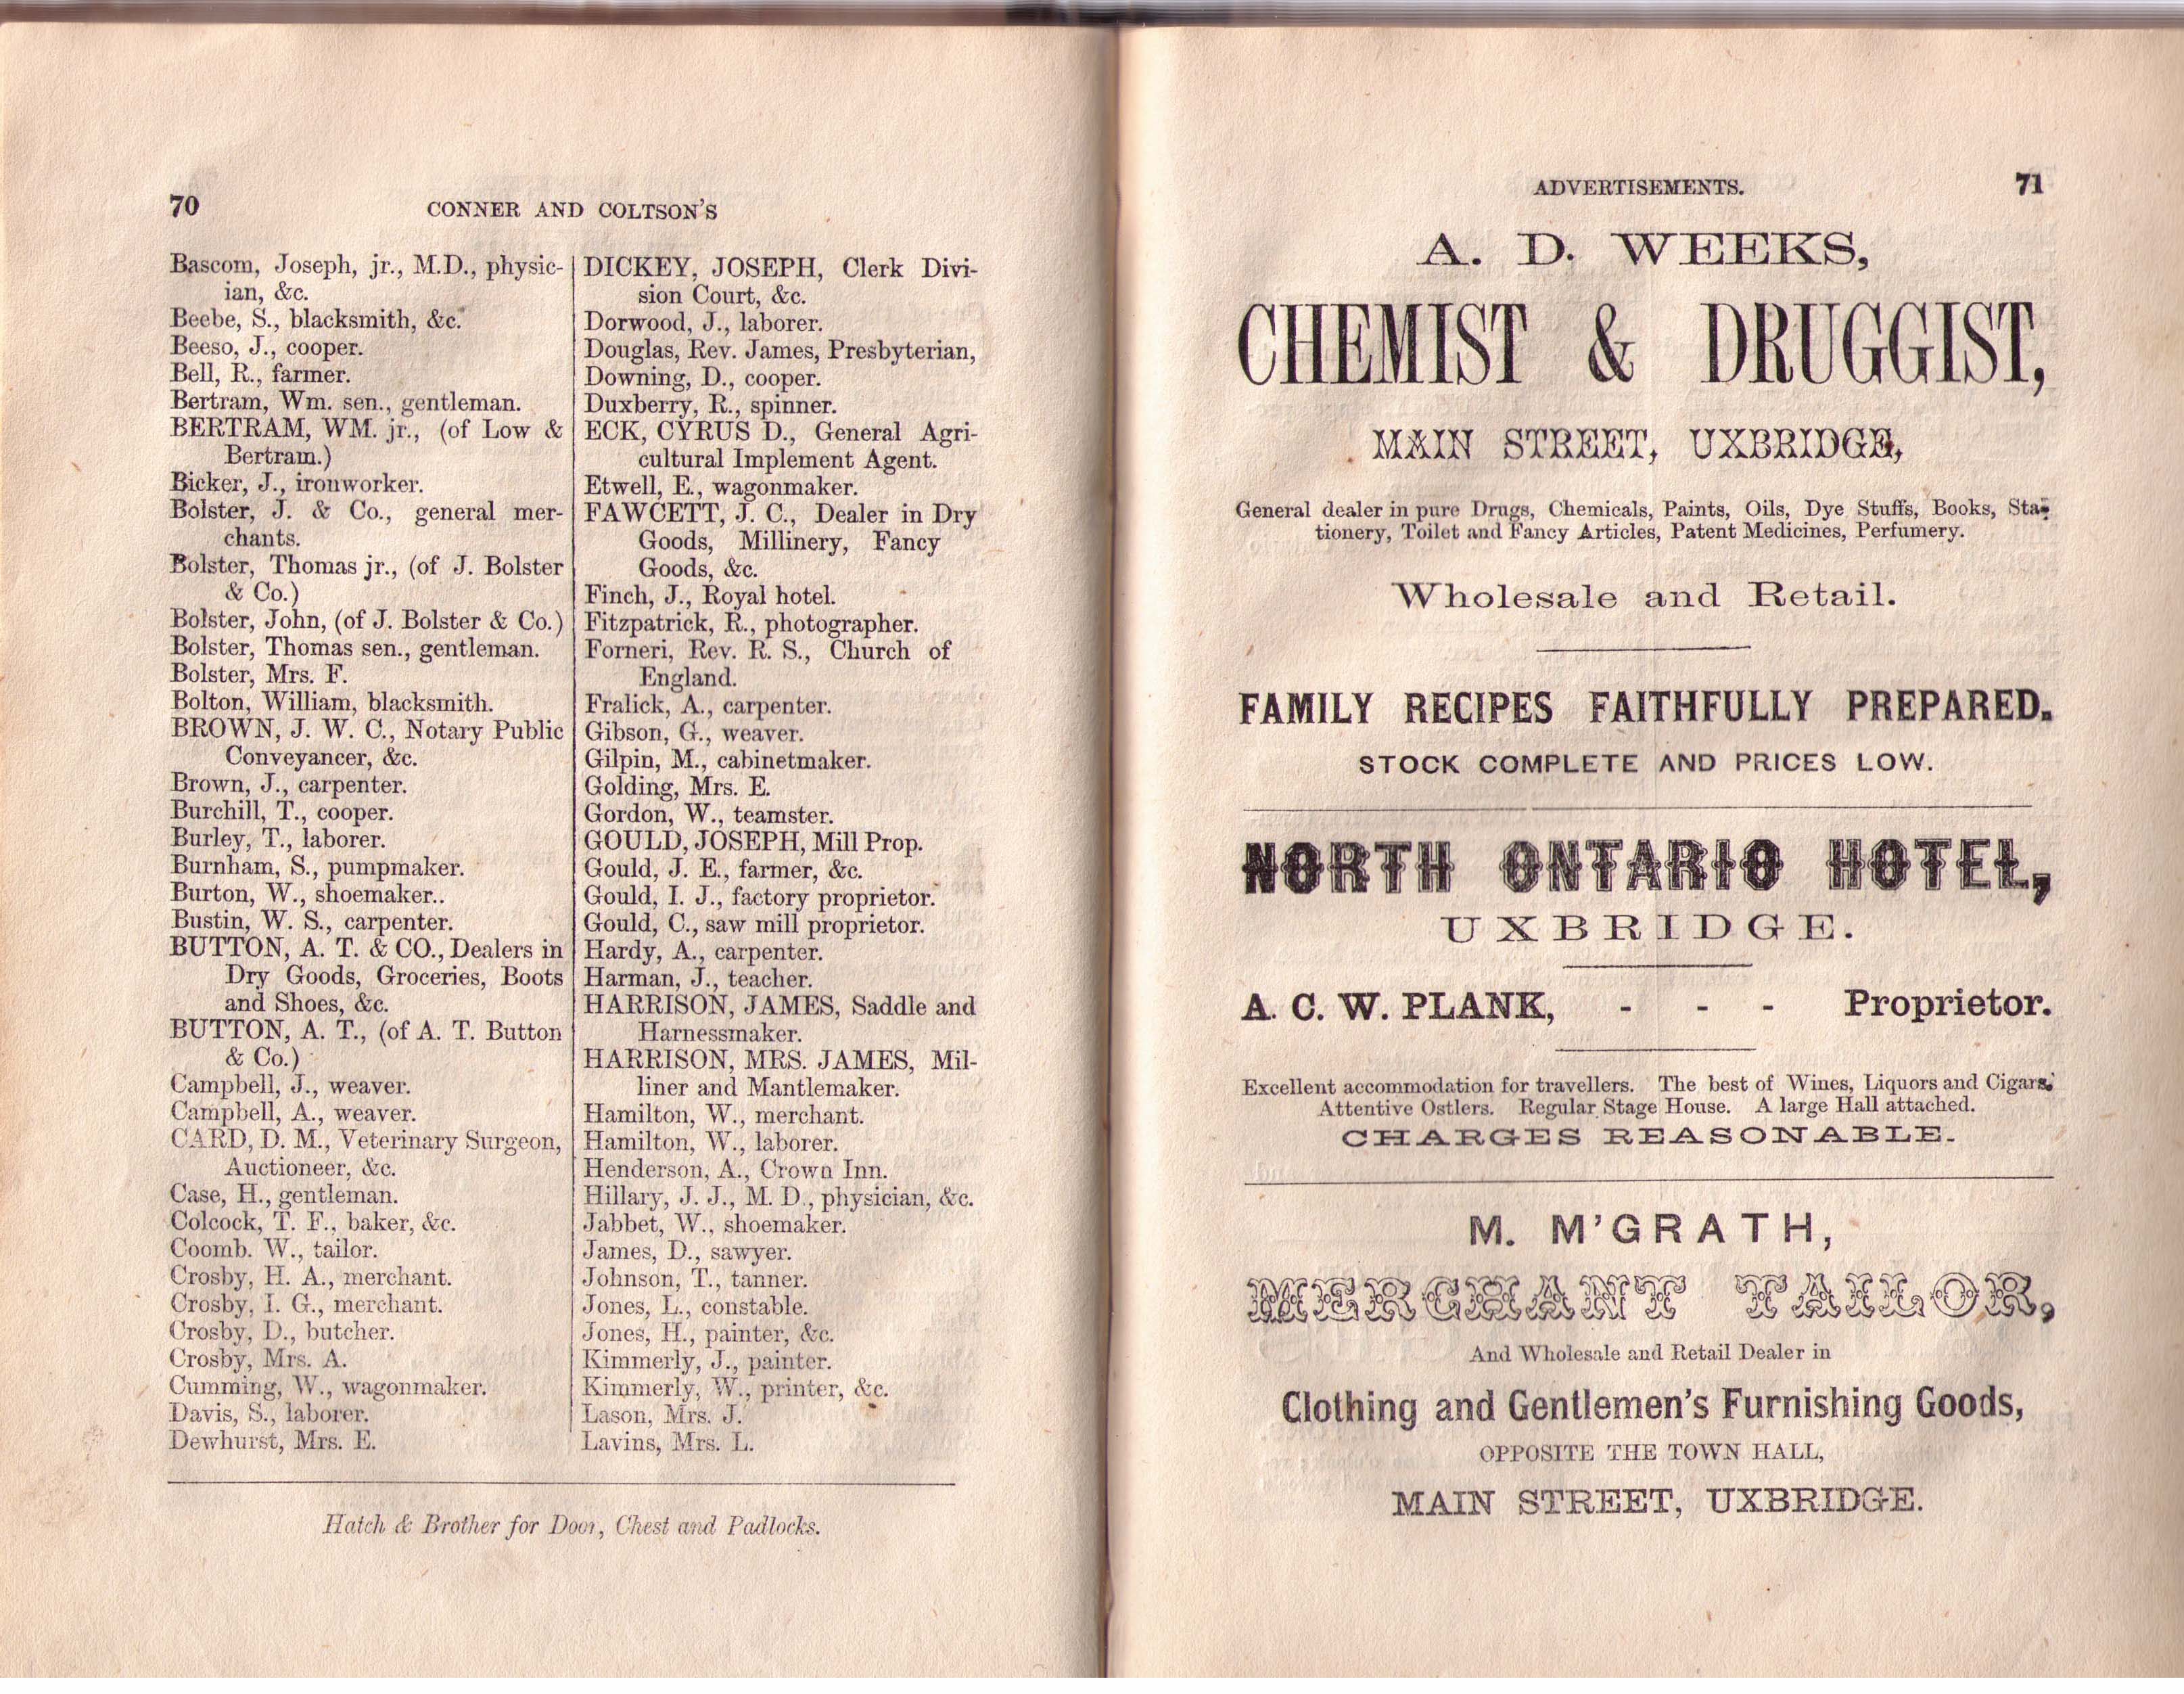 70
CONNER AND COLTSON'S
Bascom, Joseph, jr., M.D., physic-
ian, &c.
Beebe, S., blacksmith, &c.
Beeso, J., cooper.
Bell, R., farmer.
Bertram, Wm. sen., gentleman.
BERTRAM, WM. jr., (of Low &
Bertram.)
Bicker, J., ironworker.
Bolster, J. & Co., general mer-
chants.
Bolster, Thomas jr., (of J. Bolster
& Co.)
Bolster, John, (of J. Bolster & Co.)
Bolster, Thomas sen., gentleman.
Bolster, Mrs. F.
Bolton, William, blacksmith.
BROWN, J. W. C., Notary Public
Conveyancer, &c.
Brown, J., carpenter.
Burchill, T., cooper.
Burley, T., laborer.
Burnham, S., pumpmaker.
Burton, W., shoemaker..
Bustin, W. S., carpenter.
BUTTON, A. T. & CO., Dealers in
Dry Goods, Groceries, Boots
and Shoes, &c.
BUTTON, A. T., (of A. T. Button
& Co.)
Campbell, J., weaver.
Campbell, A., weaver.
CARD, D. M., Veterinary Surgeon,
Auctioneer, &c.
Case, H., gentleman.
Colcock, T. F., baker, &c.
Coomb. W., tailor.
Crosby, H. A., merchant.
Crosby, I. G., merchant.
Crosby, D., butcher.
Crosby, Mrs. A.
Cumming, W., wagonmaker.
Davis, S., laborer.
Dewhurst, Mrs. E.
DICKEY, JOSEPH, Clerk Divi-
sion Court, &c.
Dorwood, J., laborer.
Douglas, Rev. James, Presbyterian,
Downing, D., cooper.
Duxberry, R., spinner.
ECK, CYRUS D., General Agri-
cultural Implement Agent.
Etwell, E., wagonmaker.
FAWCETT, J. C., Dealer in Dry
Goods, Millinery, Fancy
Goods, &c.
Finch, J., Royal hotel.
Fitzpatrick, R., photographer.
Forneri, Rev. R. S., Church of
England.
Fralick, A., carpenter.
Gibson, G., weaver.
Gilpin, M., cabinetmaker.
Golding, Mrs. E.
Gordon, W., teamster.
GOULD, JOSEPH, Mill Prop.
Gould, J. E., farmer, &c.
Gould, I. J., factory proprietor.
Gould, C., saw mill proprietor.
Hardy, A., carpenter.
Harman, J., teacher.
HARRISON, JAMES, Saddle and
Harnessmaker.
HARRISON, MRS. JAMES, Mil-
liner and Mantlemaker.
Hamilton, W., merchant.
Hamilton, W., laborer.
Henderson, A., Crown Inn.
Hillary, J. J., M. D., physician, &c.
Jabbet, W., shoemaker.
James, D., sawyer.
Johnson, T., tanner.
Jones, L., constable.
Jones, H., painter, &c.
Kimmerly, J., painter.
Kimmerly, W., printer, &c.
Lason, Mrs. J.
Lavins, Mrs. L.
Hatch & Brother for Door, Chest and Padlocks.
ADVERTISEMENTS.
71
A. D. WEEKS,
CHEMIST & DRUGGIST,
MAIN STREET, UXBRIDGE,
General dealer in pure Drugs, Chemicals, Paints, Oils, Dye Stuffs, Books, Sta-
tionery, Toilet and Fancy Articles, Patent Medicines, Perfumery.
Wholesale and Retail.
FAMILY RECIPES FAITHFULLY PREPARED.
STOCK COMPLETE AND PRICES LOW.
NORTH ONTARIO HOTEL,
UXBRIDGE.
A. C. W. PLANK, - - - Proprietor.
Excellent accommodation for travellers. The best of Wines, Liquors and Cigars.
Attentive Ostlers. Regular Stage House. A large Hall attached.
CHARGES REASONABLE.
M. M'GRATH,
MERCHANT TAILOR,
And Wholesale and Retail Dealer in
Clothing and Gentlemen's Furnishing Goods,
OPPOSITE THE TOWN HALL,
MAIN STREET, UXBRIDGE.